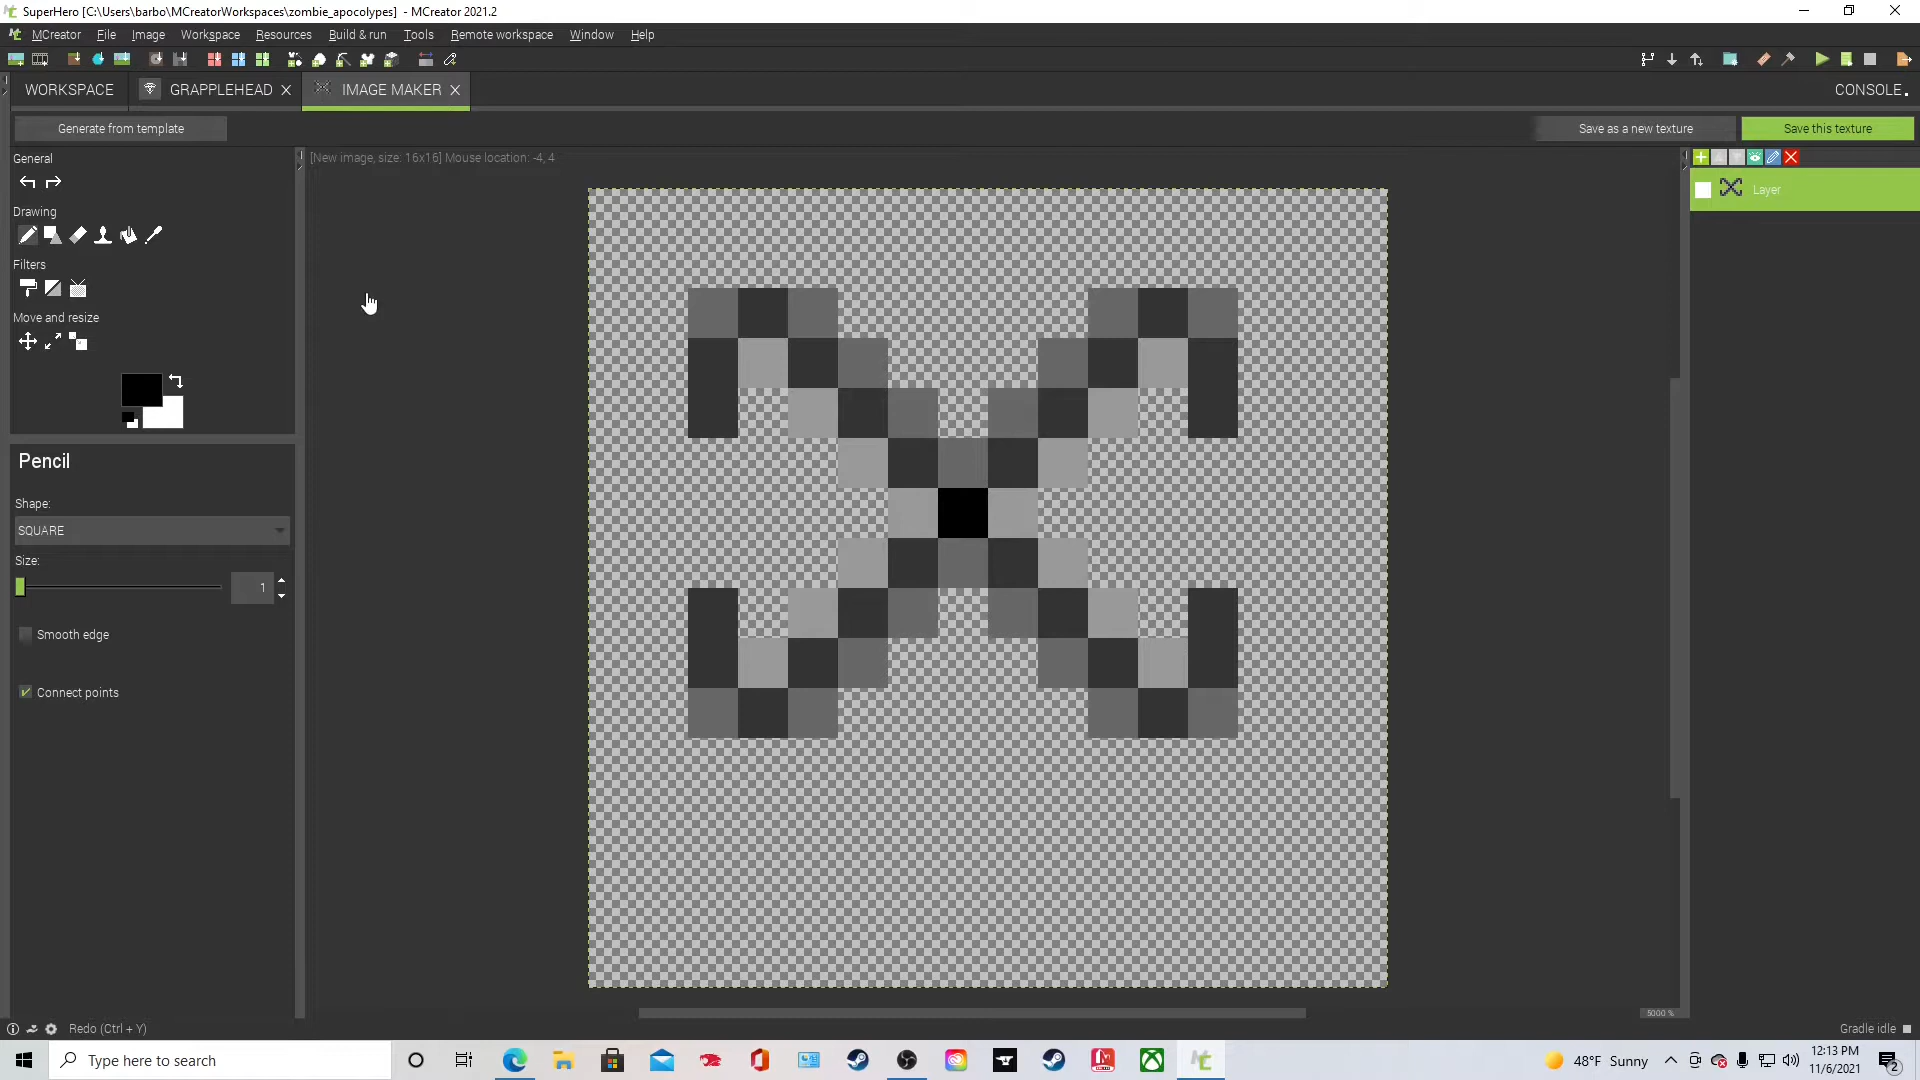 SuperHero [C:\Users\barbo\MCreatorWorkspaces\zombie_apocolypes] - MCreator 2021.2
MCreator File Image Workspace Resources Build & run Tools Remote workspace Window Help
WORKSPACE GRAPPLEHEAD IMAGE MAKER CONSOLE
Generate from template Save as a new texture Save this texture
General
[New image, size: 16x16] Mouse location: -4, 4
Layer
Drawing
Filters
Move and resize
Pencil
Shape:
SQUARE
Size:
1
Smooth edge
Connect points
5000 %
Redo (Ctrl + Y) Gradle idle
Type here to search
48°F Sunny
12:13 PM
11/6/2021
2